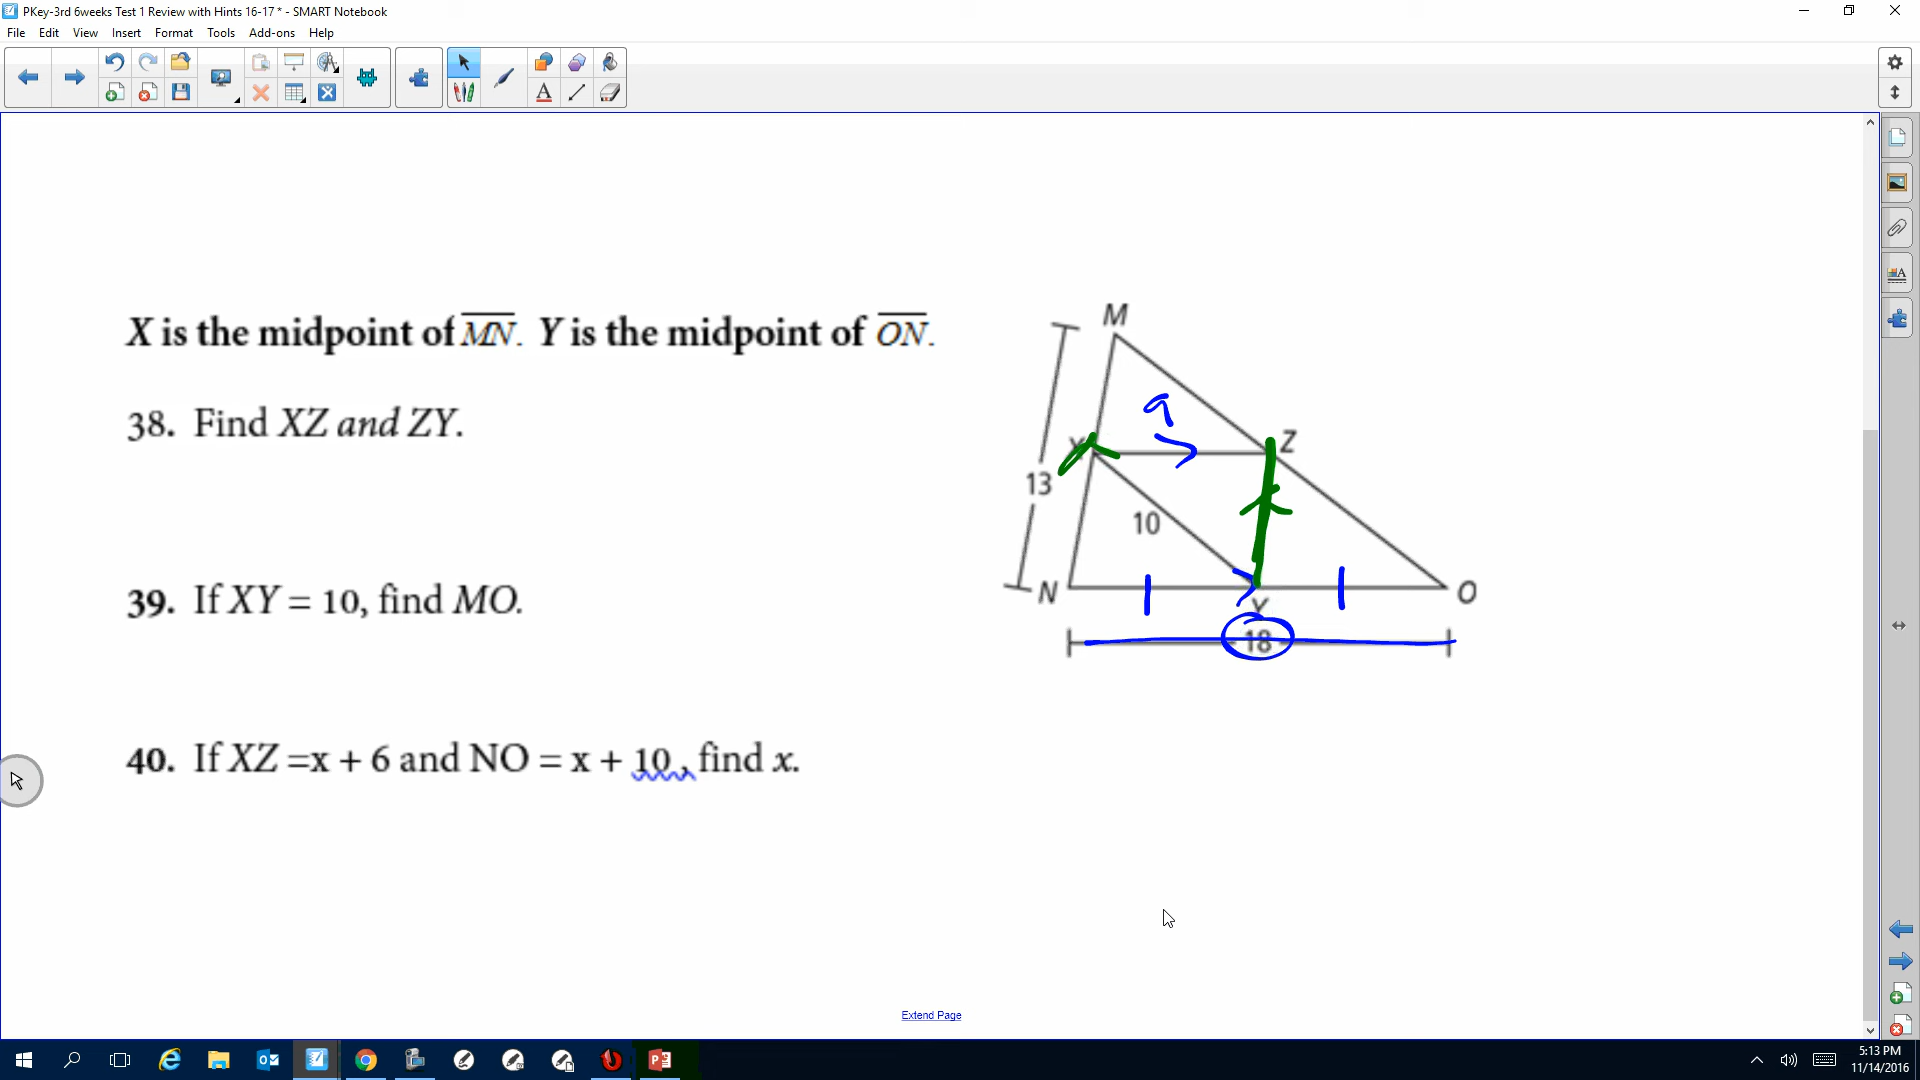 PKey-3rd 6weeks Test 1 Review with Hints 16-17 * - SMART Notebook
File Edit View Insert Format Tools Add-ons Help
X is the midpoint of MN. Y is the midpoint of ON.
38. Find XZ and ZY.
39. If XY = 10, find MO.
40. If XZ =x + 6 and NO = x + 10 , find x.
M
9
X
Z
13
10
N
Y
O
18
Extend Page
5:13 PM
11/14/2016